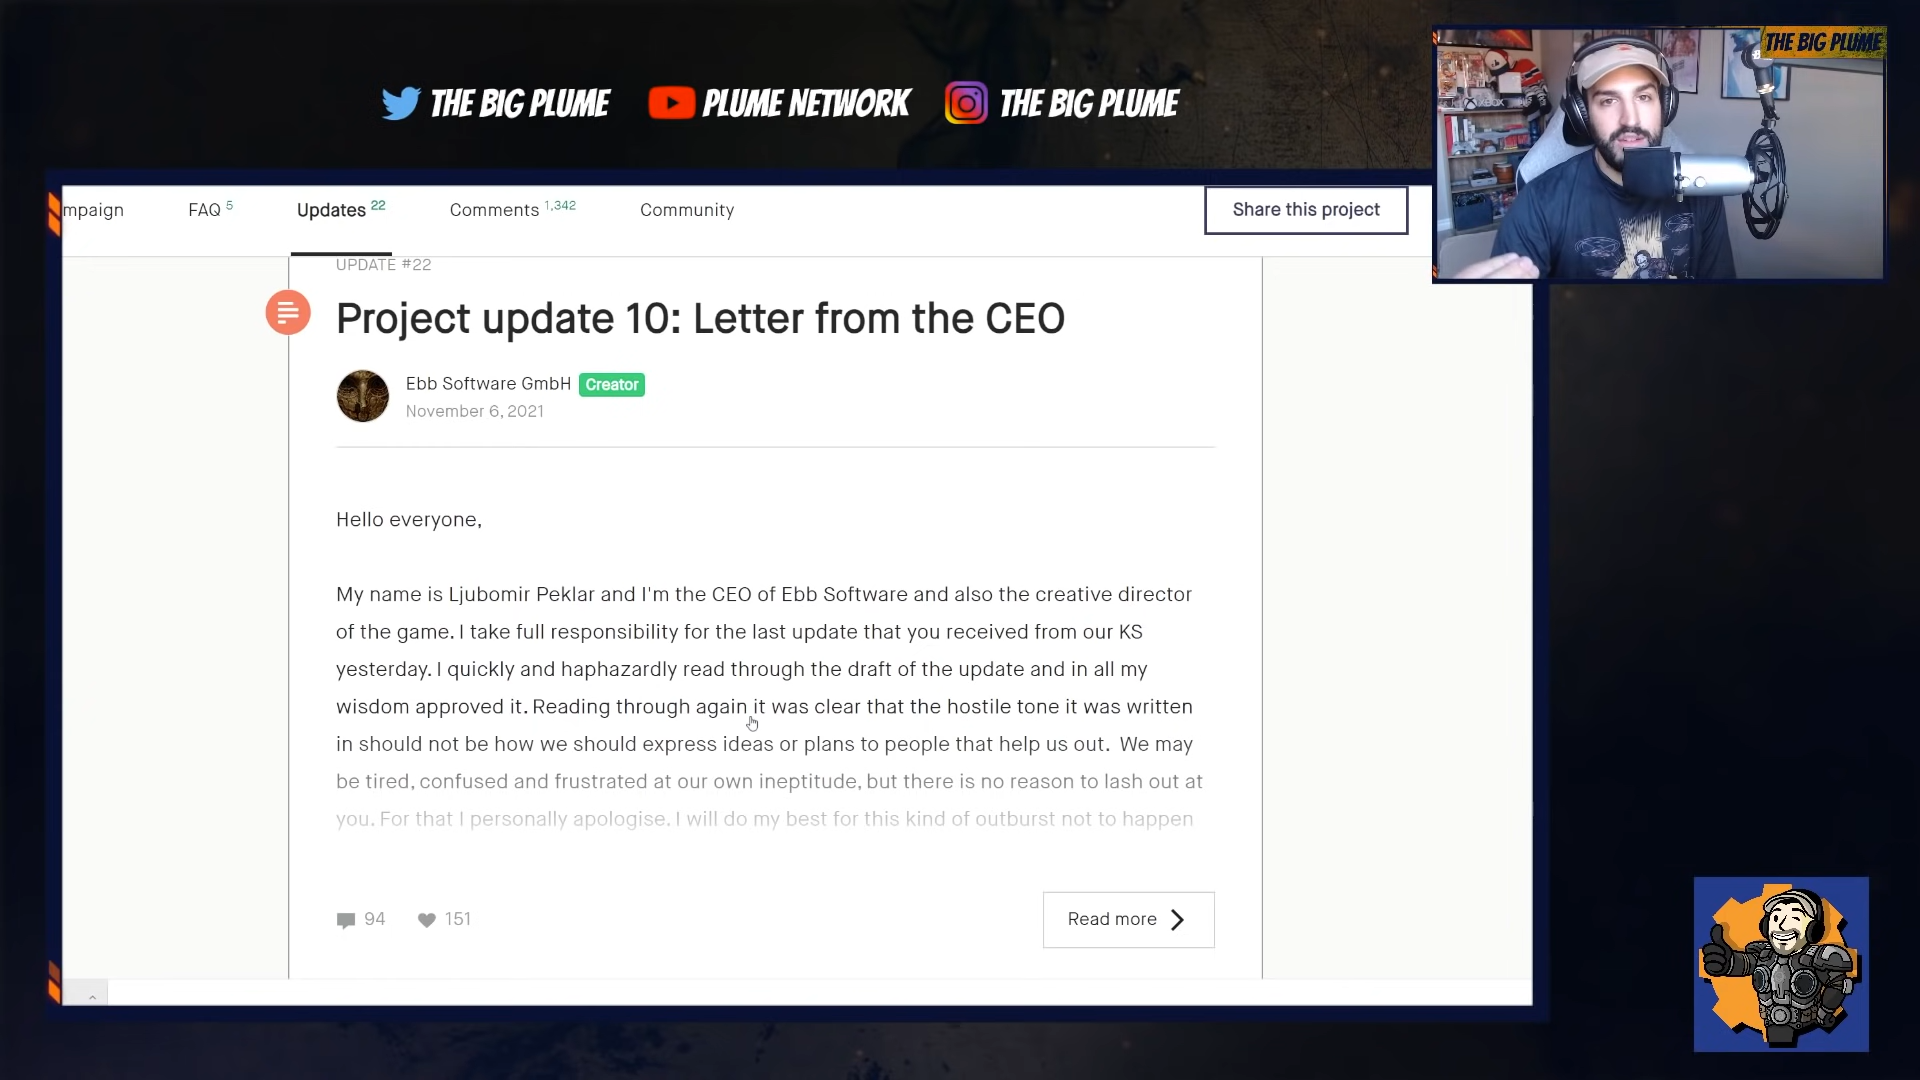 THE BIG PLUME
THE BIG PLUME PLUME NETWORK THE BIG PLUME
XBOX
mpaign FAQ 5 Updates 22 Comments 1,342 Community Share this project
UPDATE #22
Project update 10: Letter from the CEO
Ebb Software GmbH Creator
November 6, 2021
Hello everyone,
My name is Ljubomir Peklar and I'm the CEO of Ebb Software and also the creative director
of the game. I take full responsibility for the last update that you received from our KS
yesterday. I quickly and haphazardly read through the draft of the update and in all my
wisdom approved it. Reading through again it was clear that the hostile tone it was written
in should not be how we should express ideas or plans to people that help us out. We may
be tired, confused and frustrated at our own ineptitude, but there is no reason to lash out at
you. For that I personally apologise. I will do my best for this kind of outburst not to happen
94 151 Read more